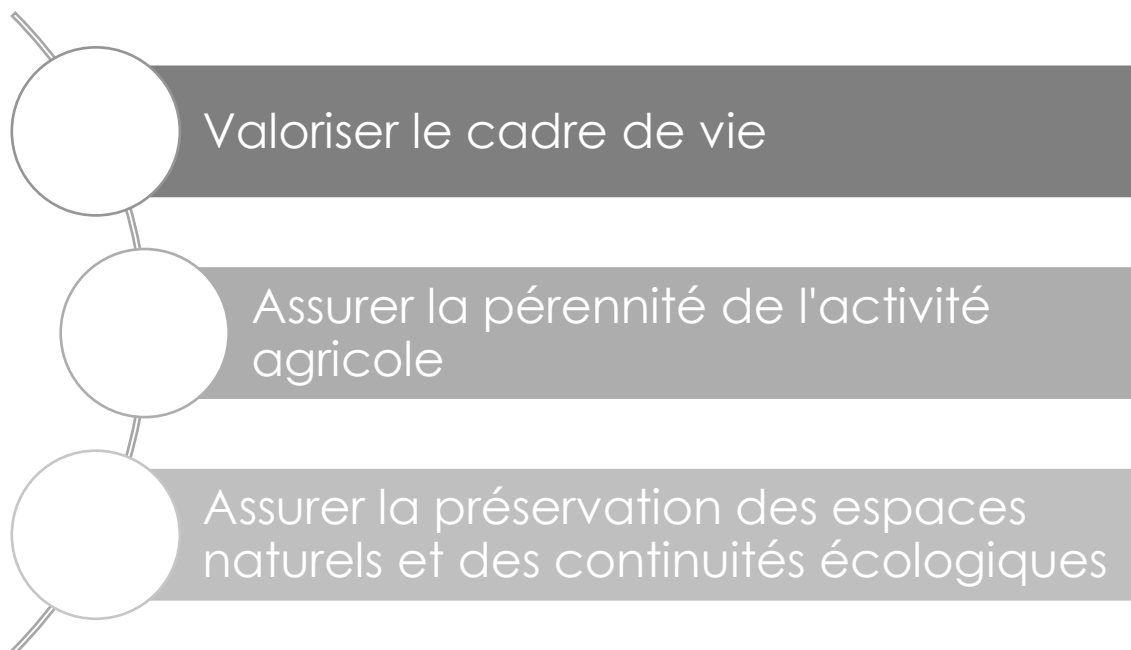 Valoriser le cadre de vie
Assurer la pérennité de l'activité
agricole
Assurer la préservation des espaces
naturels et des continuités écologiques